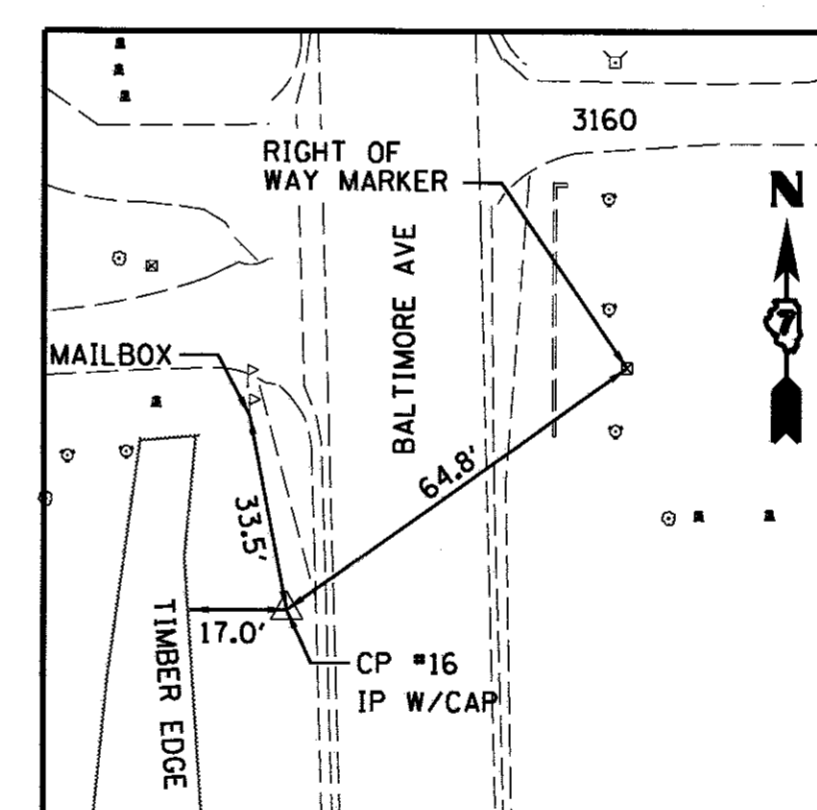 3160
RIGHT OF
WAY MARKER
N
7
BALTIMORE AVE
MAILBOX
64.8'
33.5'
17.0'
TIMBER EDGE
CP #16
IP W/CAP